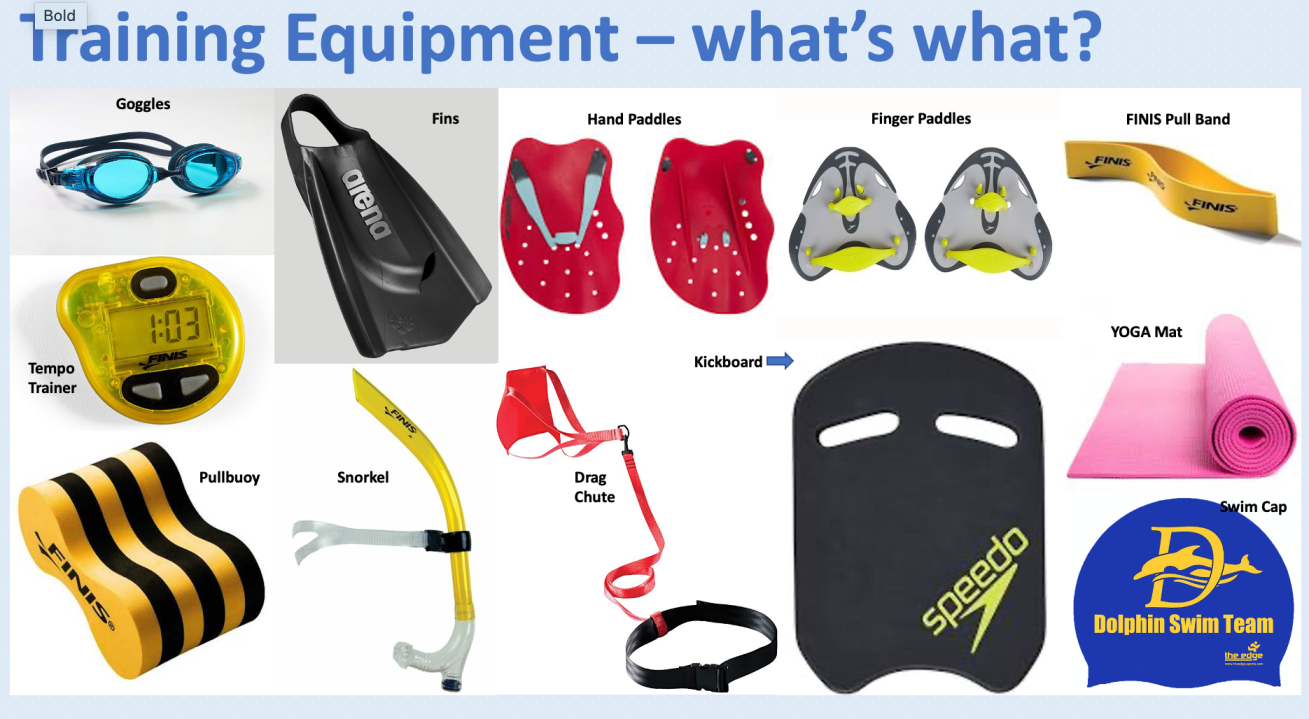 Bold
Training Equipment – what's what?
Goggles
Fins
arena
Hand Paddles
Finger Paddles
FINIS Pull Band
FINIS
FINIS
Tempo
Trainer
1:03
FINIS
Kickboard
YOGA Mat
Pullbuoy
FINIS®
Snorkel
FINIS
Drag
Chute
speedo
Swim Cap
D
Dolphin Swim Team
the edge